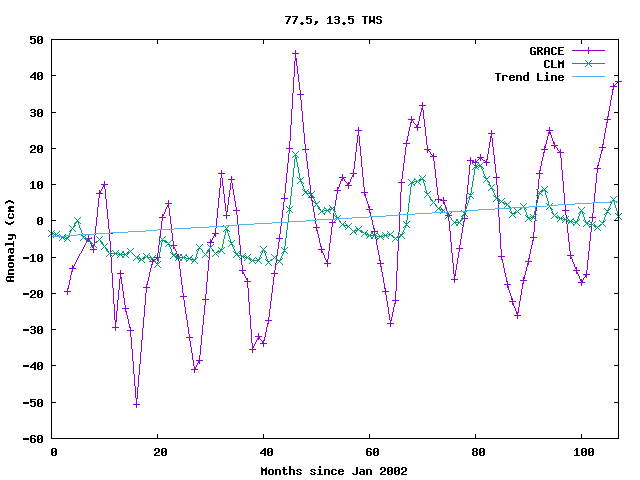 77.5, 13.5 TWS
GRACE
CLM
Trend Line
50
40
30
20
10
0
-10
-20
-30
-40
-50
-60
Anomaly (cm)
0 20 40 60 80 100
Months since Jan 2002